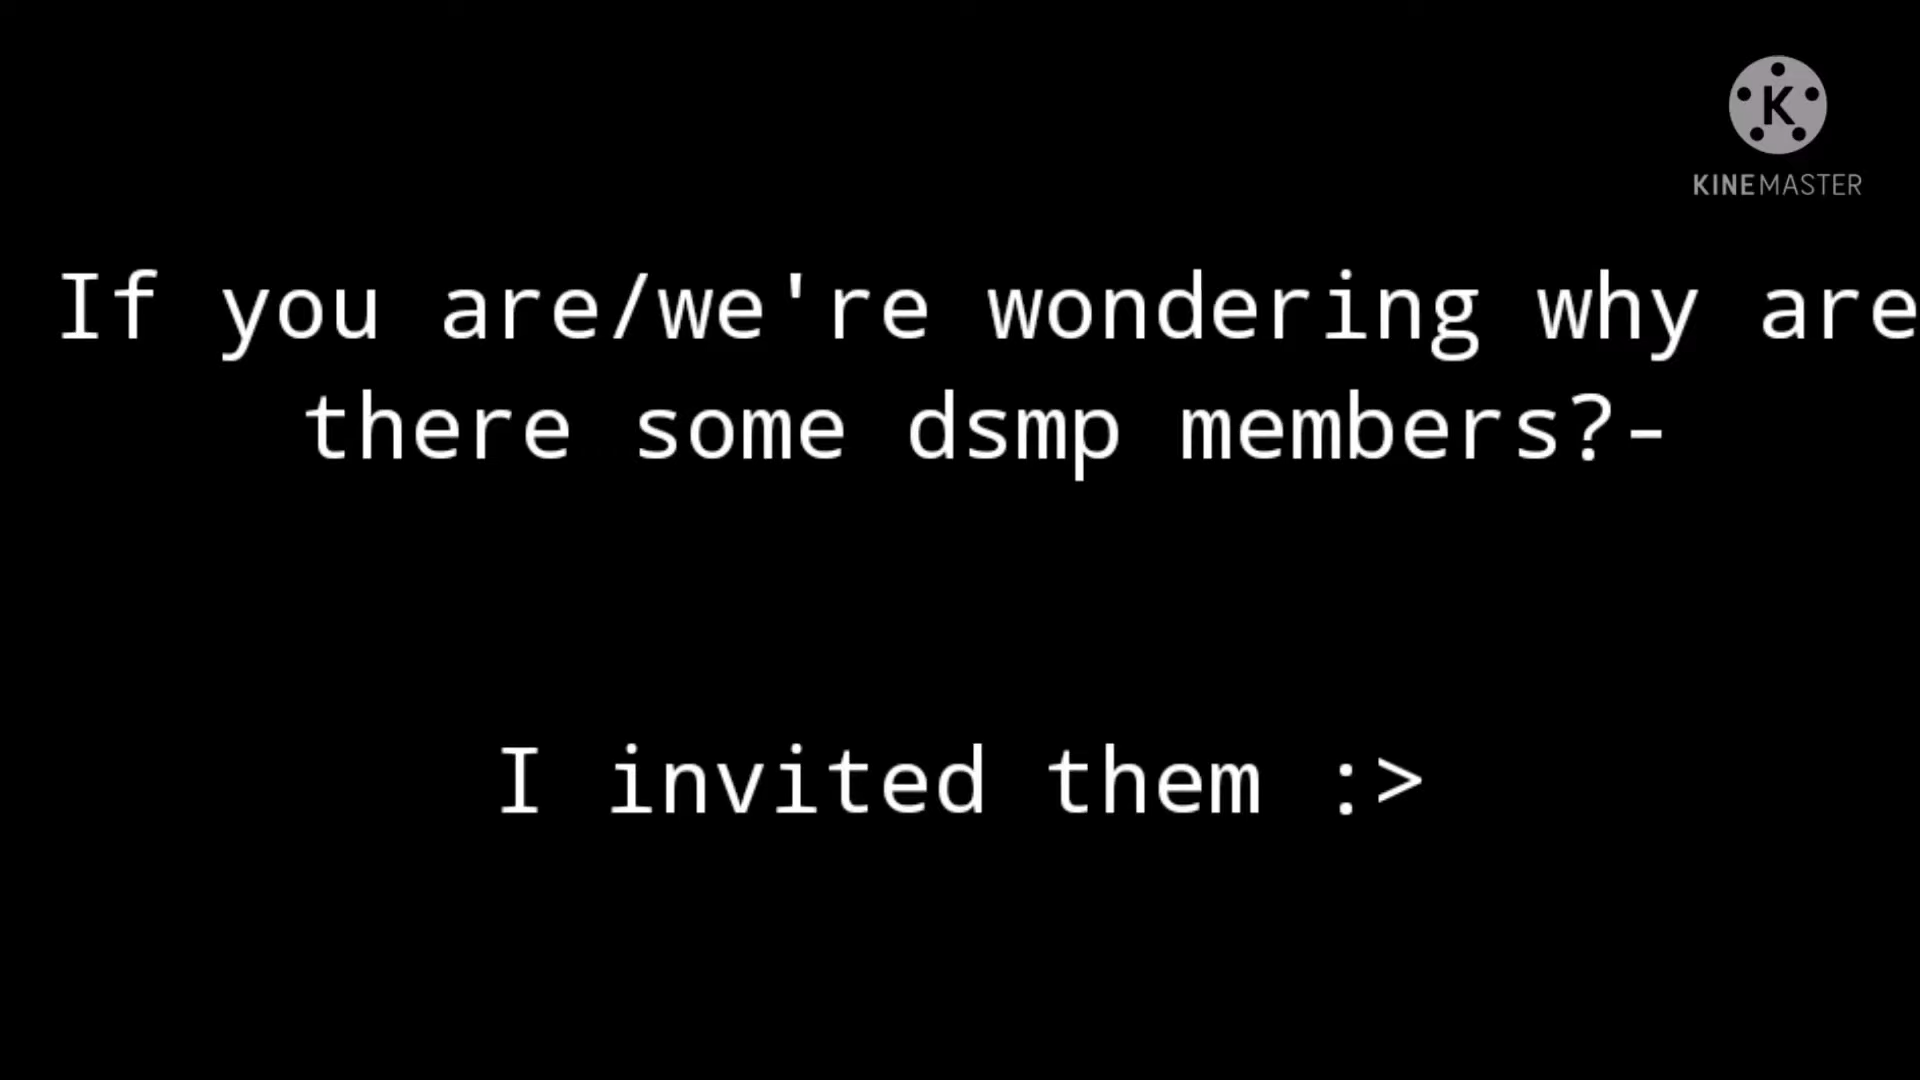 K
KINEMASTER
If you are/we're wondering why are
there some dsmp members?-
I invited them :>